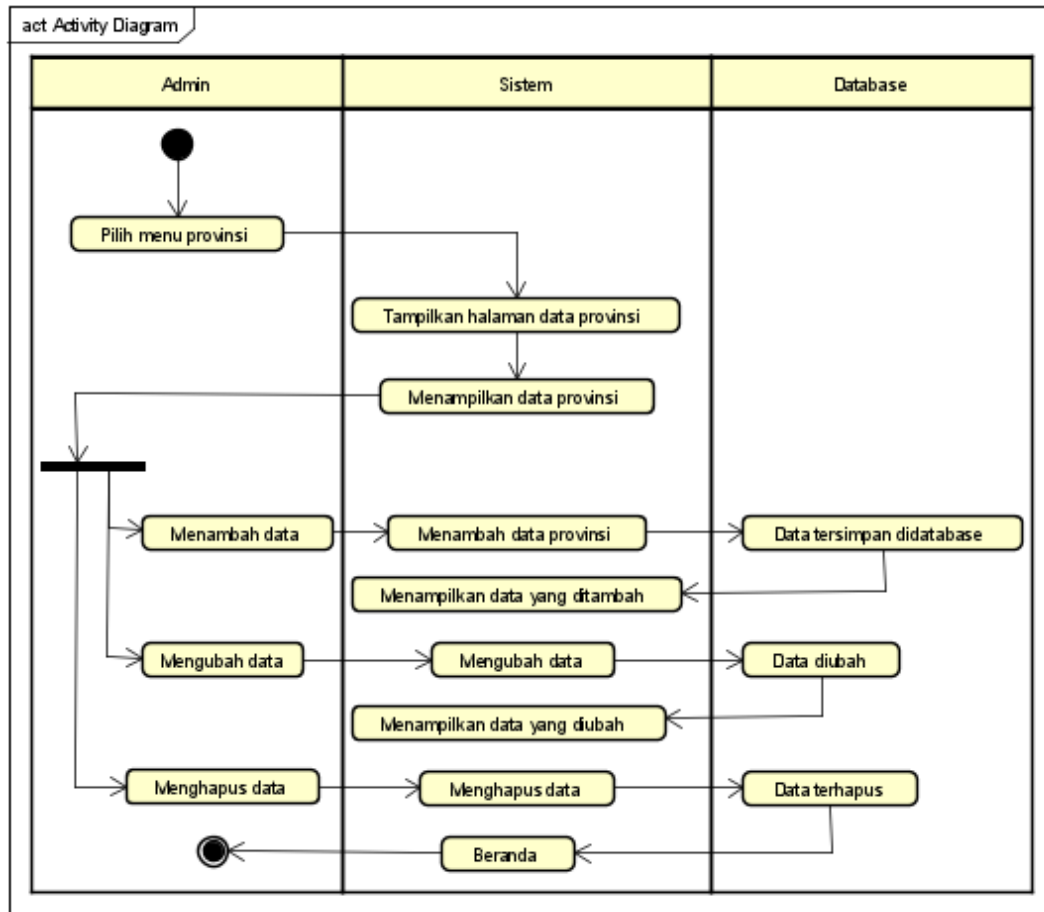 act Activity Diagram
Admin
Sistem
Database
Pilih menu provinsi
Tampilkan halaman data provinsi
Menampilkan data provinsi
Menambah data
Menambah data provinsi
Data tersimpan didatabase
Menampilkan data yang ditambah
Mengubah data
Mengubah data
Data diubah
Menampilkan data yang diubah
Menghapus data
Menghapus data
Data terhapus
Beranda